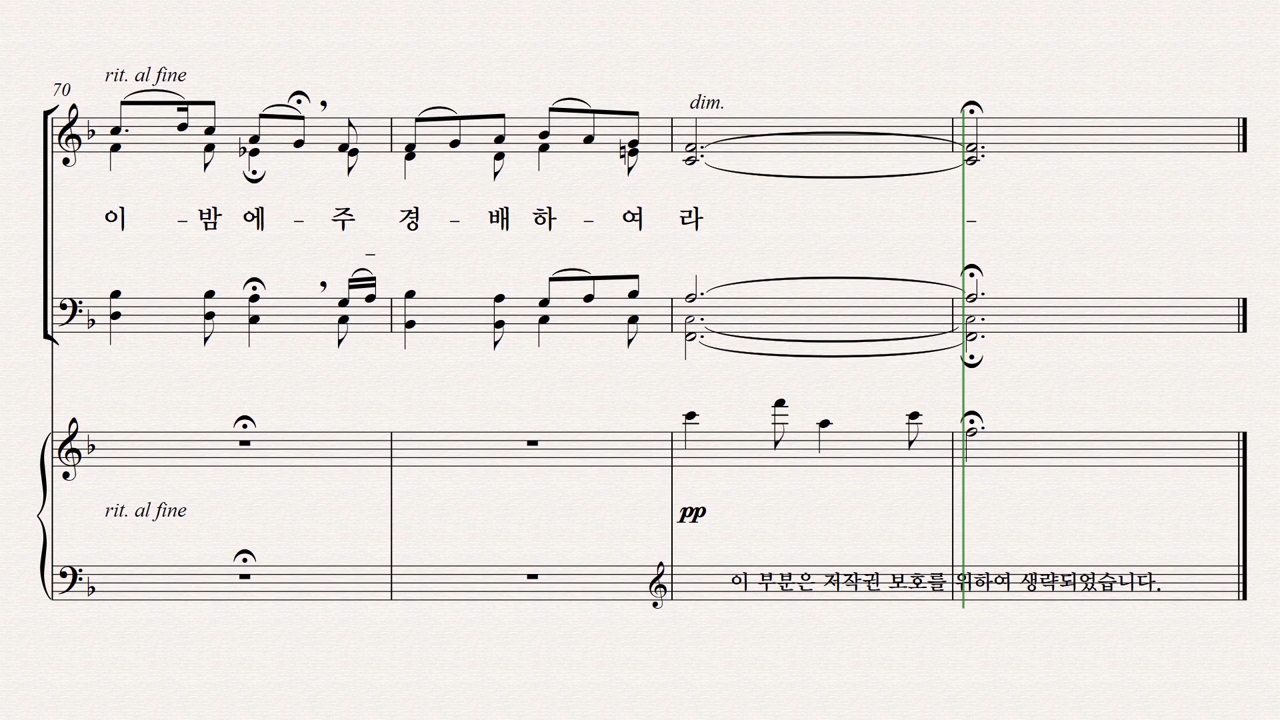 rit. al fine
70
dim.
이 – 밤 에 – 주 경 – 배 하 – 여 라 –
–
rit. al fine
pp
이 부분은 저작권 보호를 위하여 생략되었습니다.